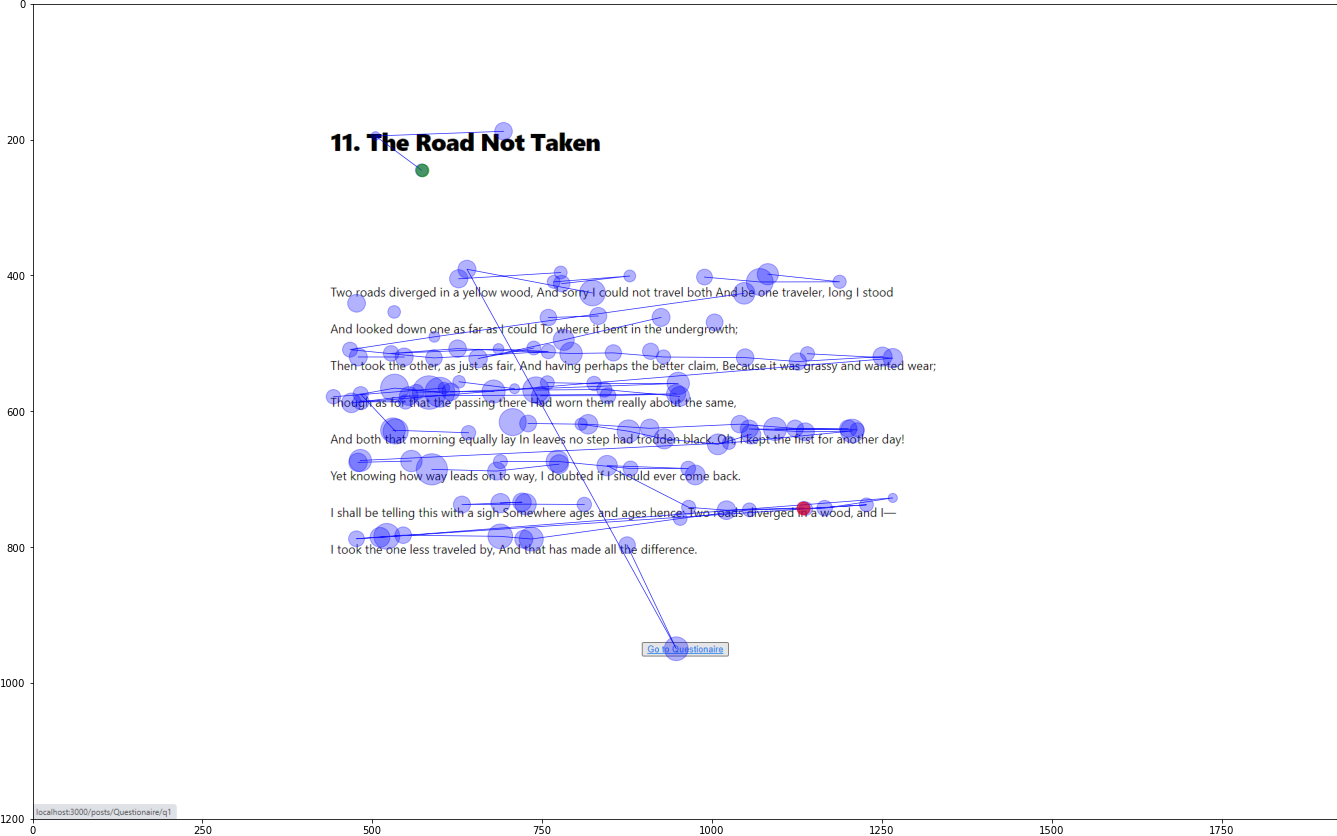 0
200
11. The Road Not Taken
400
Two roads diverged in a yellow wood, And sorry I could not travel both And be one traveler, long I stood
And looked down one as far as I could To where it bent in the undergrowth;
Then took the other, as just as fair, And having perhaps the better claim, Because it was grassy and wanted wear;
600
Though as for that the passing there Had worn them really about the same,
And both that morning equally lay In leaves no step had trodden black. Oh, I kept the first for another day!
Yet knowing how way leads on to way, I doubted if I should ever come back.
I shall be telling this with a sigh Somewhere ages and ages hence: Two roads diverged in a wood, and I—
800
I took the one less traveled by, And that has made all the difference.
Go to Questionaire
1000
localhost:3000/posts/Questionaire/q1
1200
0 250 500 750 1000 1250 1500 1750